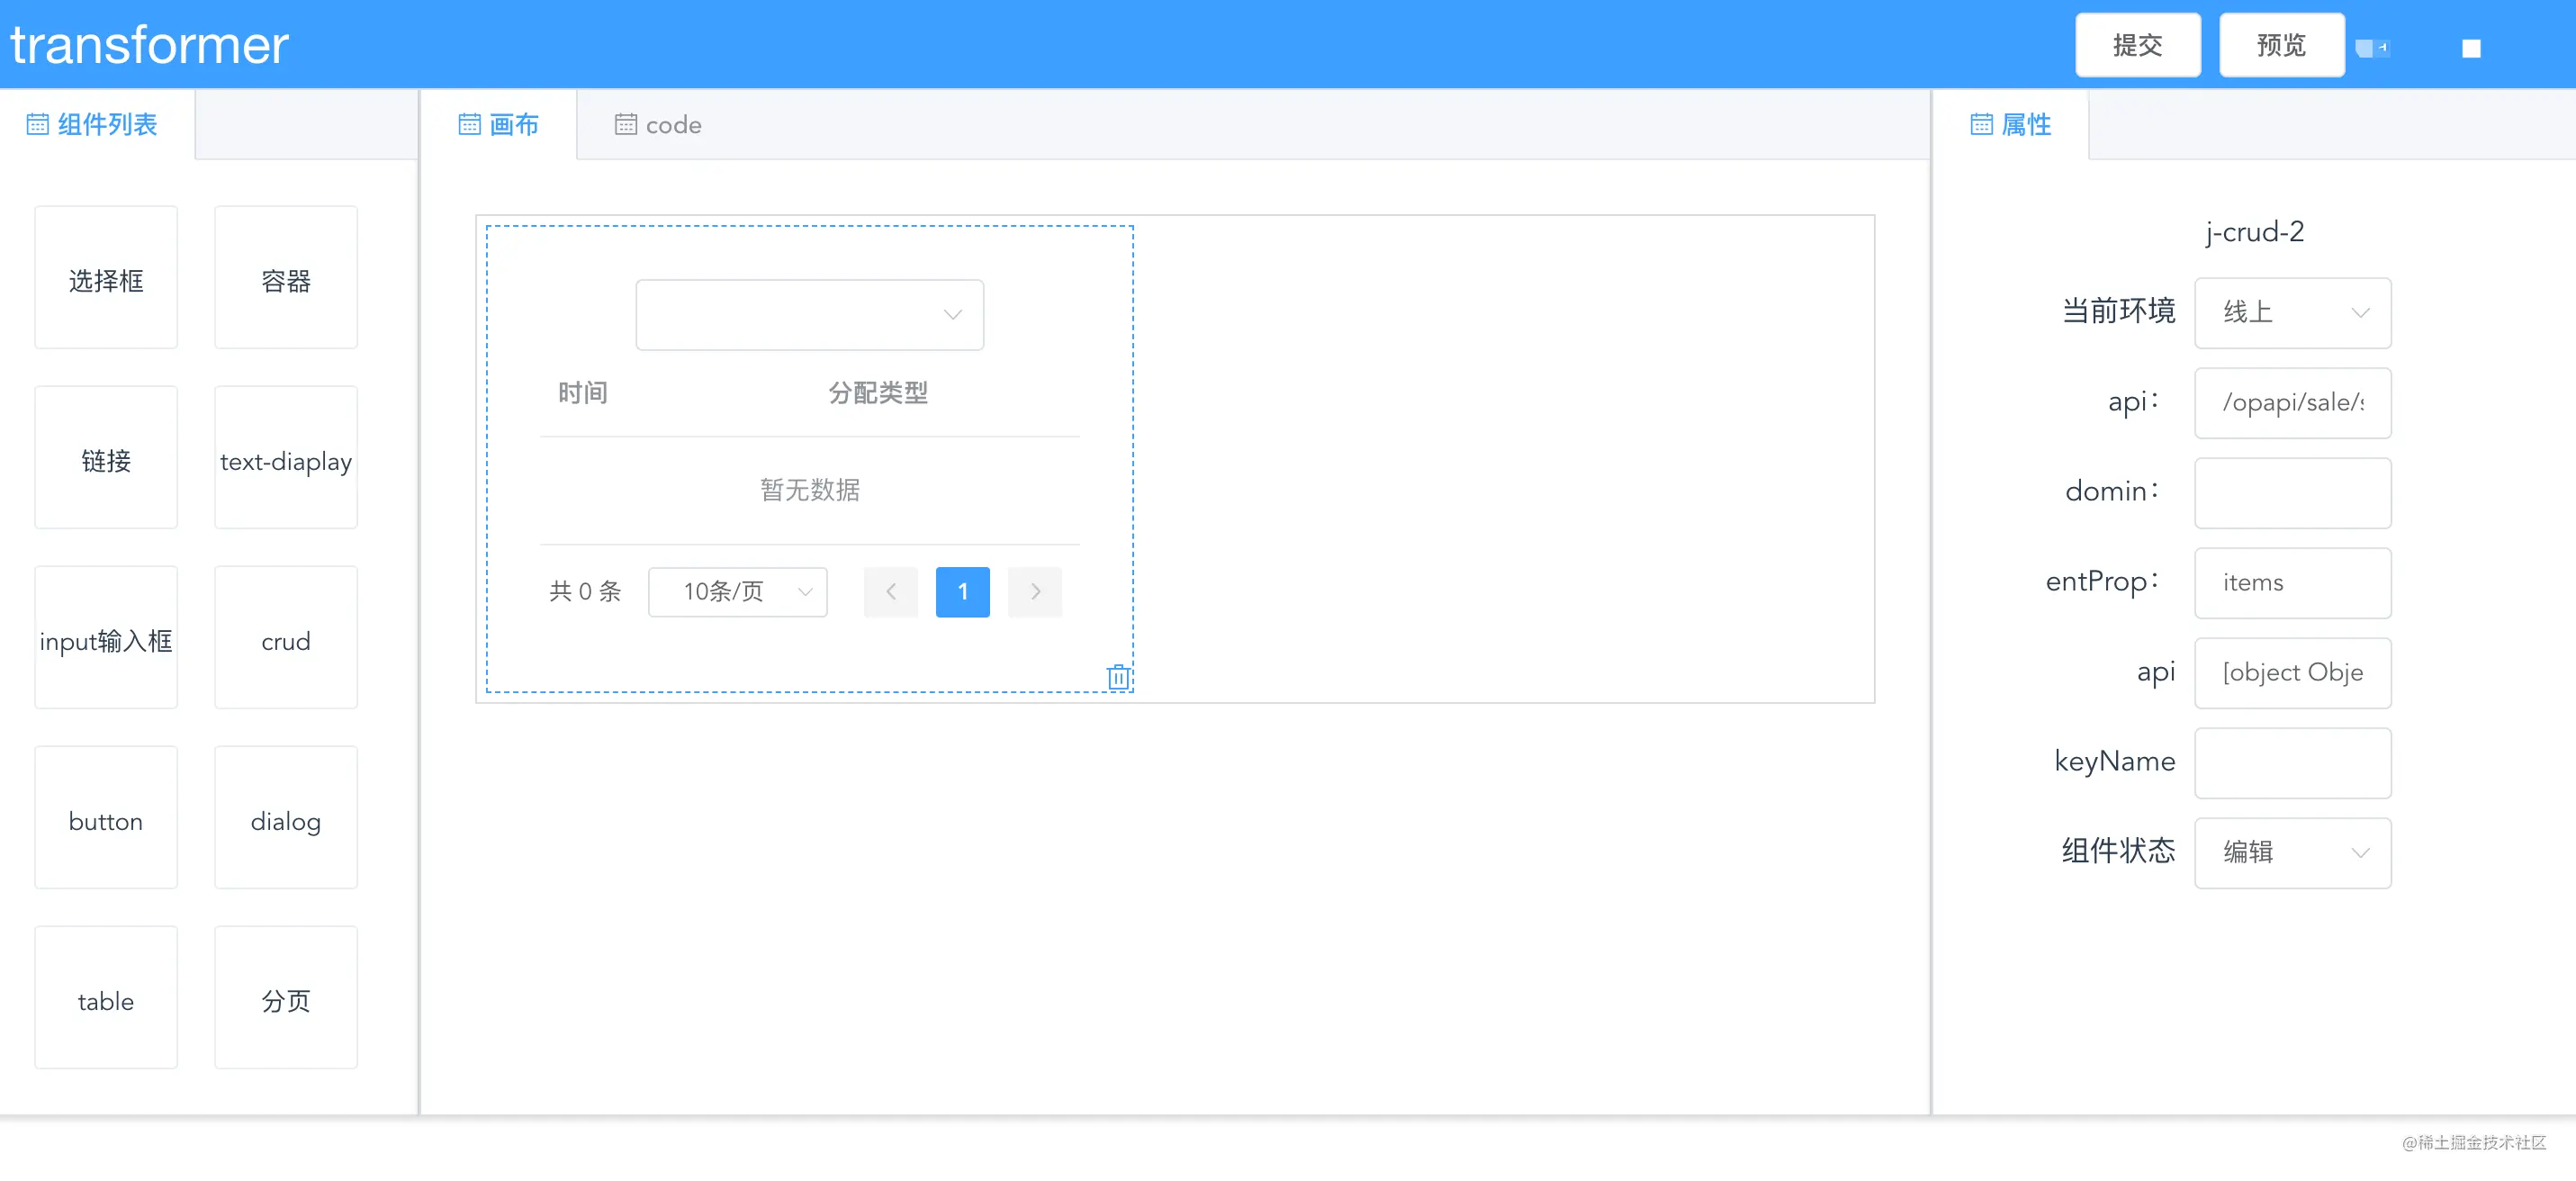 transformer
提交
预览
组件列表
画布
code
属性
选择框
容器
链接
text-diaplay
input输入框
crud
button
dialog
table
分页
时间
分配类型
暂无数据
共 0 条
10条/页
1
j-crud-2
当前环境
线上
api：
/opapi/sale/s
domin：
entProp：
items
api
[object Obje
keyName
组件状态
编辑
@稀土掘金技术社区